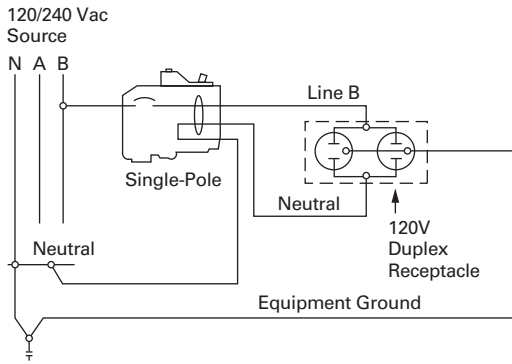 120/240 Vac
Source
N A B
Line B
Single-Pole
Neutral
120V
Duplex
Receptacle
Neutral
Equipment Ground